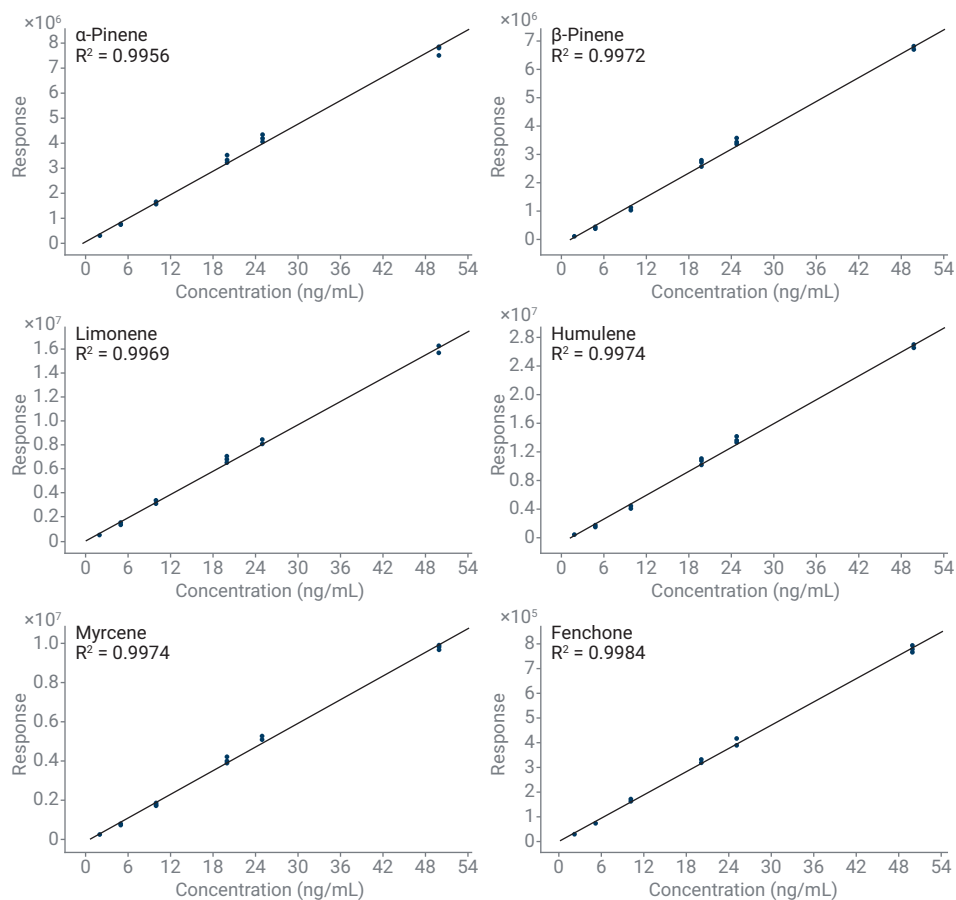 ×10⁶
α-Pinene
R² = 0.9956
8
7
6
5
4
3
2
1
0
Response
0 6 12 18 24 30 36 42 48 54
Concentration (ng/mL)
×10⁶
β-Pinene
R² = 0.9972
7
6
5
4
3
2
1
0
Response
0 6 12 18 24 30 36 42 48 54
Concentration (ng/mL)
×10⁷
Limonene
R² = 0.9969
1.6
1.4
1.2
1.0
0.8
0.6
0.4
0.2
0
Response
0 6 12 18 24 30 36 42 48 54
Concentration (ng/mL)
×10⁷
Humulene
R² = 0.9974
2.8
2.4
2.0
1.6
1.2
0.8
0.4
0
Response
0 6 12 18 24 30 36 42 48 54
Concentration (ng/mL)
×10⁷
Myrcene
R² = 0.9974
1.0
0.8
0.6
0.4
0.2
0
Response
0 6 12 18 24 30 36 42 48 54
Concentration (ng/mL)
×10⁵
Fenchone
R² = 0.9984
8
7
6
5
4
3
2
1
0
Response
0 6 12 18 24 30 36 42 48 54
Concentration (ng/mL)